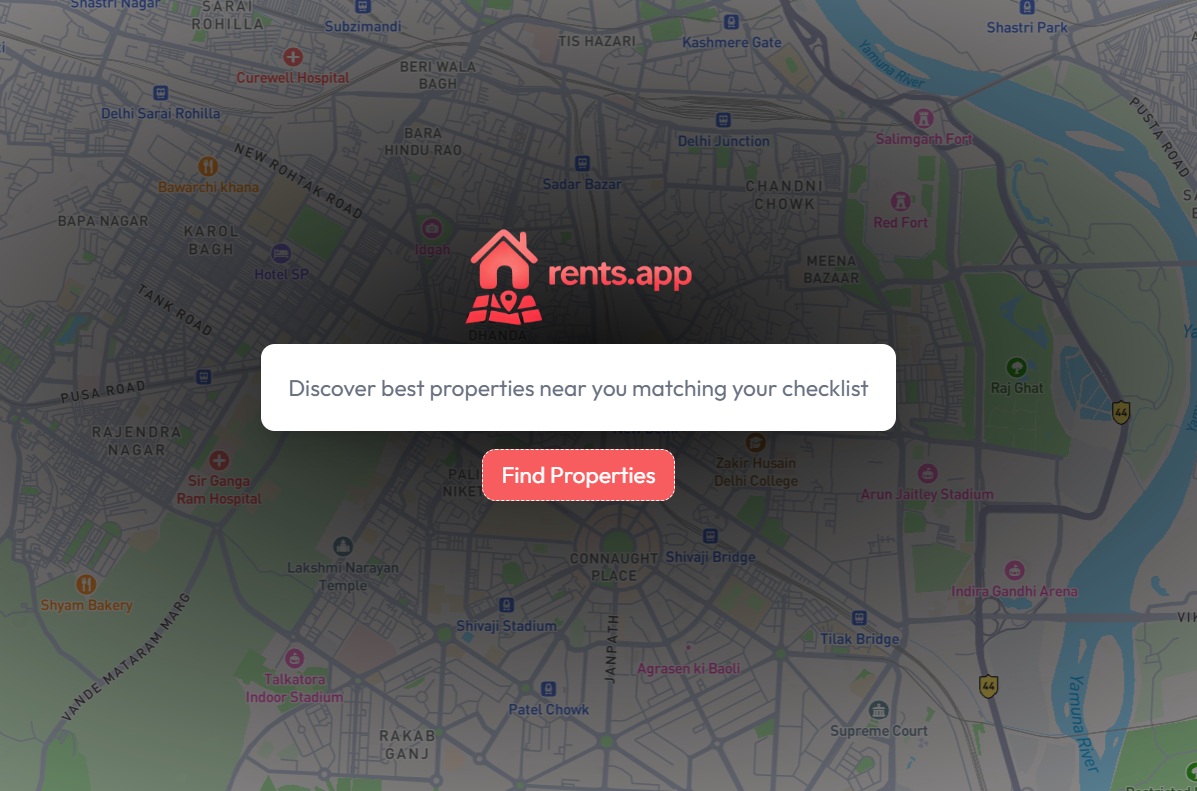 Shastri Nagar
SARAI
ROHILLA
Subzimandi
TIS HAZARI
Kashmere Gate
Shastri Park
Yamuna River
Curewell Hospital
BERI WALA
BAGH
Delhi Sarai Rohilla
PUSTA ROAD
BARA
HINDU RAO
Delhi Junction
Salimgarh Fort
NEW ROHTAK ROAD
Bawarchi khana
Sadar Bazar
CHANDNI
CHOWK
BAPA NAGAR
KAROL
BAGH
Idgah
Red Fort
Hotel SP
rents.app
MEENA
BAZAAR
TANK ROAD
DHANDA
Discover best properties near you matching your checklist
PUSA ROAD
Raj Ghat
44
RAJENDRA
NAGAR
Find Properties
Zakir Husain
Delhi College
Sir Ganga
Ram Hospital
Arun Jaitley Stadium
CONNAUGHT
PLACE
Shivaji Bridge
Lakshmi Narayan
Temple
Indira Gandhi Arena
Shyam Bakery
Shivaji Stadium
Tilak Bridge
VANDE MATARAM MARG
JANPATH
Agrasen ki Baoli
Talkatora
Indoor Stadium
44
Patel Chowk
Yamuna River
Supreme Court
RAKAB
GANJ